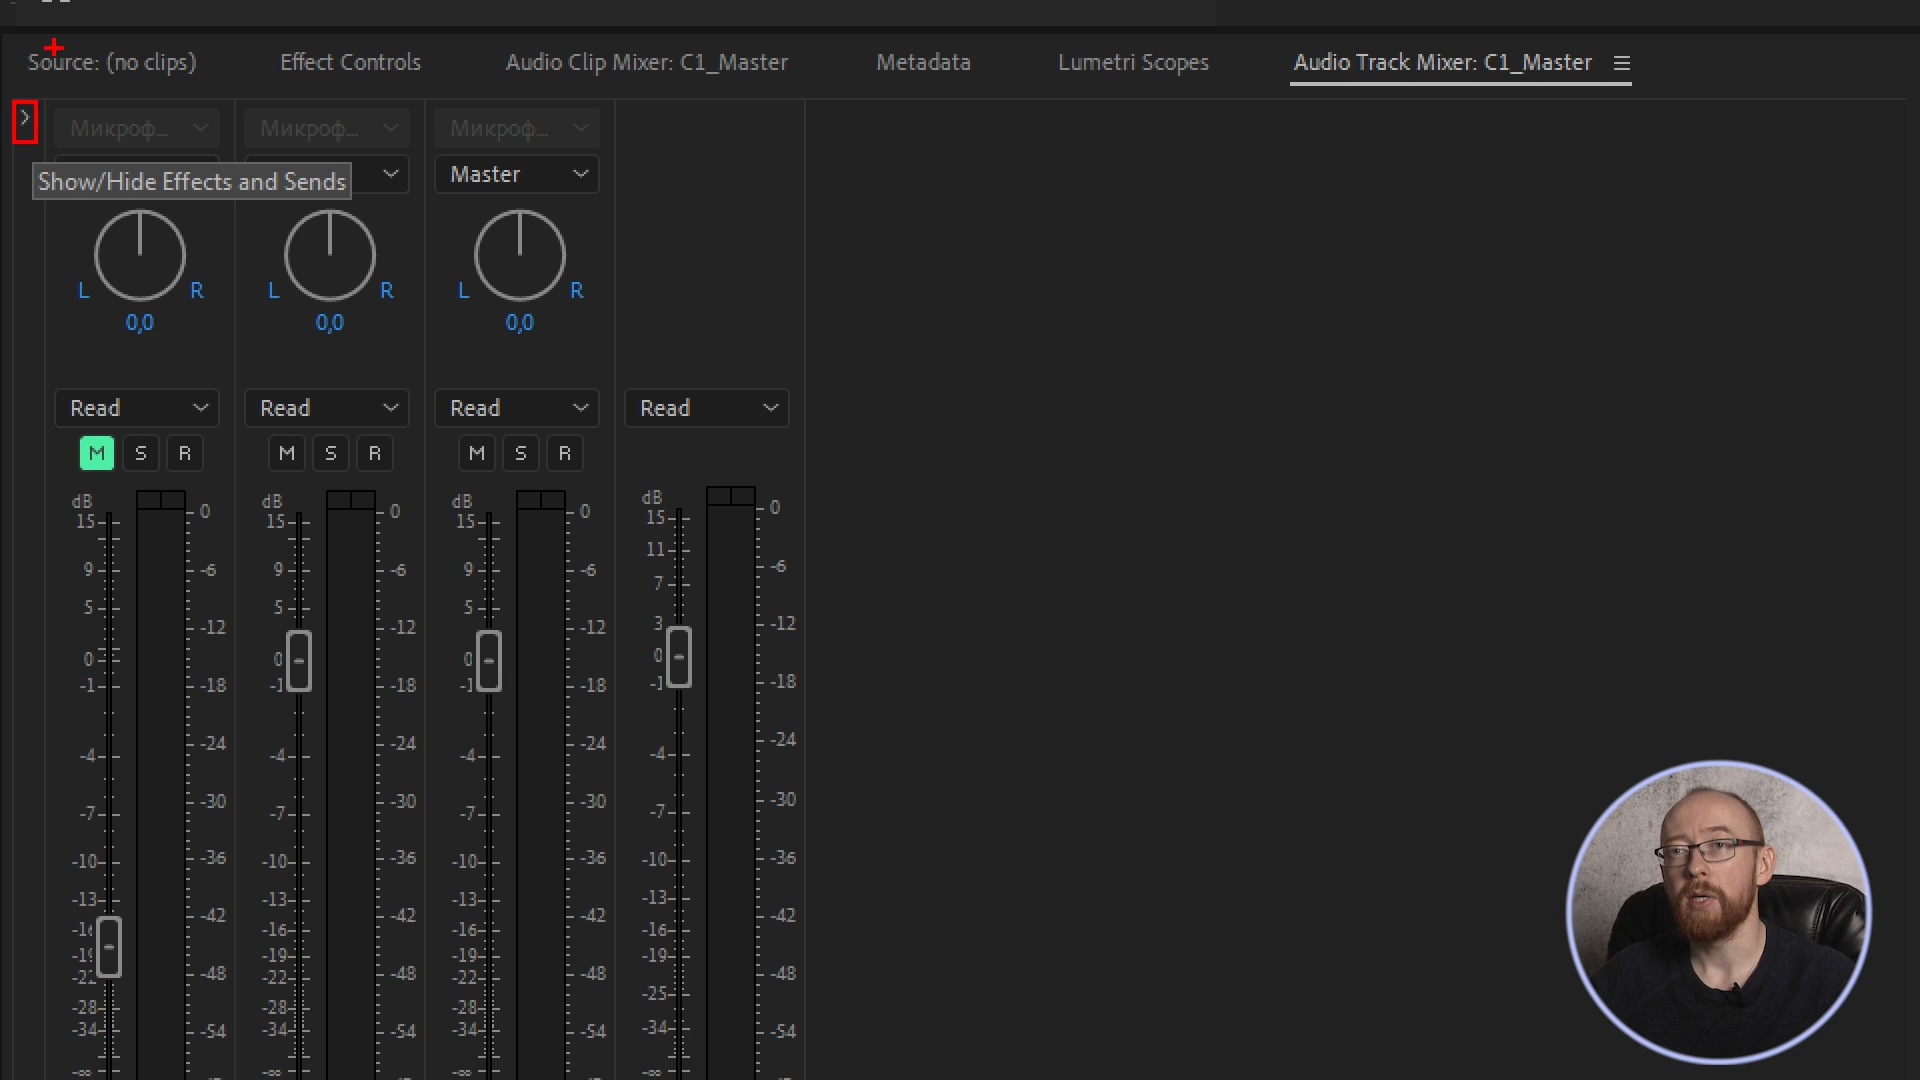 Source: (no clips) Effect Controls Audio Clip Mixer: C1_Master Metadata Lumetri Scopes Audio Track Mixer: C1_Master
Микроф... Микроф... Микроф...
Master
Show/Hide Effects and Sends
L R L R L R
0,0 0,0 0,0
Read Read Read Read
M S R M S R M S R
dB dB dB dB
15 0 15 0 15 0 15 0
11
9 -6 9 -6 9 -6 7 -6
5 5 5
-12 -12 -12 3 -12
0 0 0 0
-1 -18 -1 -18 -1 -18 -1 -18
-24 -24 -24 -24
-4 -4 -4 -4
-30 -30 -30 -30
-7 -7 -7 -7
-10 -36 -10 -36 -10 -36 -10 -36
-13 -42 -13 -42 -13 -42 -13 -42
-16 -16 -16 -16
-19 -19 -19 -19
-22 -48 -22 -48 -22 -48 -48
-25
-28 -28 -28
-34 -54 -34 -54 -34 -54 -34 -54
-∞ -∞ -∞ -∞